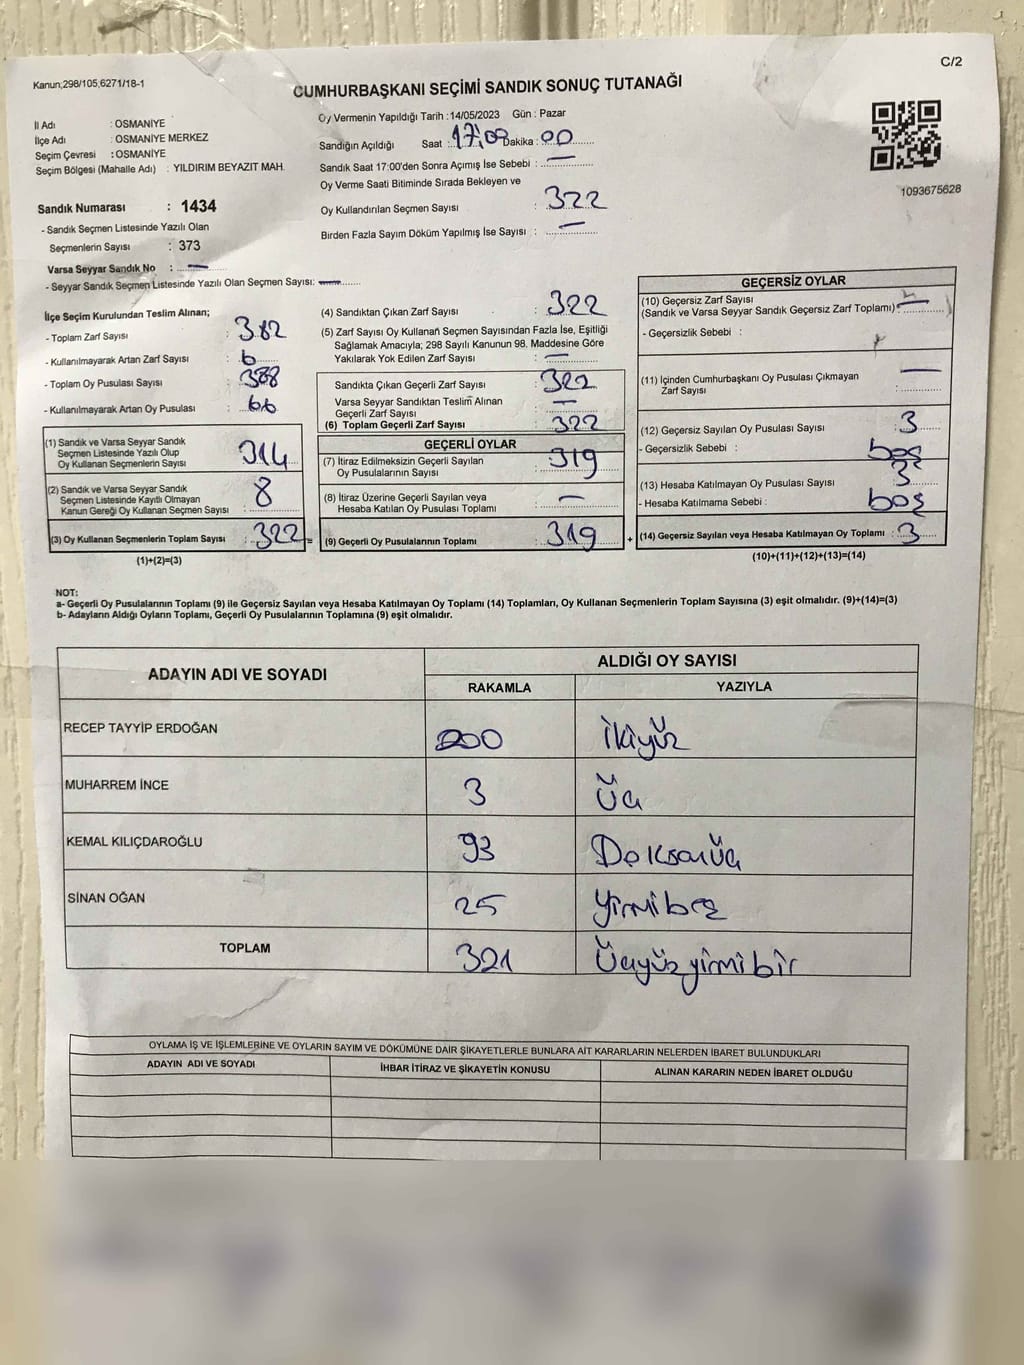 C/2
Kanun;298/105,6271/18-1
CUMHURBAŞKANI SEÇİMİ SANDIK SONUÇ TUTANAĞI
İl Adı : OSMANİYE
İlçe Adı : OSMANİYE MERKEZ
Seçim Çevresi : OSMANİYE
Seçim Bölgesi (Mahalle Adı) : YILDIRIM BEYAZIT MAH.
Sandık Numarası : 1434
- Sandık Seçmen Listesinde Yazılı Olan
Seçmenlerin Sayısı : 373
Varsa Seyyar Sandık No : —
- Seyyar Sandık Seçmen Listesinde Yazılı Olan Seçmen Sayısı: —
Oy Vermenin Yapıldığı Tarih : 14/05/2023 Gün : Pazar
Sandığın Açıldığı Saat : 17:00 Dakika : 00
Sandık Saat 17:00'den Sonra Açımış İse Sebebi : —
Oy Verme Saati Bitiminde Sırada Bekleyen ve
Oy Kullandırılan Seçmen Sayısı : 322
Birden Fazla Sayım Döküm Yapılmış İse Sayısı : —
1093675628
İlçe Seçim Kurulundan Teslim Alınan;
- Toplam Zarf Sayısı : 382
- Kullanılmayarak Artan Zarf Sayısı :
- Toplam Oy Pusulası Sayısı : 388
- Kullanılmayarak Artan Oy Pusulası : 66
(1) Sandık ve Varsa Seyyar Sandık
Seçmen Listesinde Yazılı Olup
Oy Kullanan Seçmenlerin Sayısı : 314
(2) Sandık ve Varsa Seyyar Sandık
Seçmen Listesinde Kayıtlı Olmayan
Kanun Gereği Oy Kullanan Seçmen Sayısı : 8
(3) Oy Kullanan Seçmenlerin Toplam Sayısı : 322 =
(1)+(2)=(3)
(4) Sandıktan Çıkan Zarf Sayısı : 322
(5) Zarf Sayısı Oy Kullanan Seçmen Sayısından Fazla İse, Eşitliği
Sağlamak Amacıyla; 298 Sayılı Kanunun 98. Maddesine Göre
Yakılarak Yok Edilen Zarf Sayısı : —
Sandıkta Çıkan Geçerli Zarf Sayısı : 322
Varsa Seyyar Sandıktan Teslim Alınan
Geçerli Zarf Sayısı : —
(6) Toplam Geçerli Zarf Sayısı : 322
GEÇERLİ OYLAR
(7) İtiraz Edilmeksizin Geçerli Sayılan
Oy Pusulalarının Sayısı : 319
(8) İtiraz Üzerine Geçerli Sayılan veya
Hesaba Katılan Oy Pusulası Toplamı : —
(9) Geçerli Oy Pusulalarının Toplamı : 319 +
GEÇERSİZ OYLAR
(10) Geçersiz Zarf Sayısı
(Sandık ve Varsa Seyyar Sandık Geçersiz Zarf Toplamı) : —
- Geçersizlik Sebebi :
(11) İçinden Cumhurbaşkanı Oy Pusulası Çıkmayan
Zarf Sayısı : —
(12) Geçersiz Sayılan Oy Pusulası Sayısı : 3
- Geçersizlik Sebebi : boş
(13) Hesaba Katılmayan Oy Pusulası Sayısı : 3
- Hesaba Katılmama Sebebi : boş
(14) Geçersiz Sayılan veya Hesaba Katılmayan Oy Toplamı : 3
(10)+(11)+(12)+(13)=(14)
NOT:
a- Geçerli Oy Pusulalarının Toplamı (9) ile Geçersiz Sayılan veya Hesaba Katılmayan Oy Toplamı (14) Toplamları, Oy Kullanan Seçmenlerin Toplam Sayısına (3) eşit olmalıdır. (9)+(14)=(3)
b- Adayların Aldığı Oyların Toplamı, Geçerli Oy Pusulalarının Toplamına (9) eşit olmalıdır.
ADAYIN ADI VE SOYADI
ALDIĞI OY SAYISI
RAKAMLA YAZIYLA
RECEP TAYYİP ERDOĞAN 200 İkiyüz
MUHARREM İNCE 3 Üç
KEMAL KILIÇDAROĞLU 93 Doksanüç
SİNAN OĞAN 25 Yirmibeş
TOPLAM 321 Üçyüzyirmibir
OYLAMA İŞ VE İŞLEMLERİNE VE OYLARIN SAYIM VE DÖKÜMÜNE DAİR ŞİKAYETLERLE BUNLARA AİT KARARLARIN NELERDEN İBARET BULUNDUKLARI
ADAYIN ADI VE SOYADI İHBAR İTİRAZ VE ŞİKAYETİN KONUSU ALINAN KARARIN NEDEN İBARET OLDUĞU